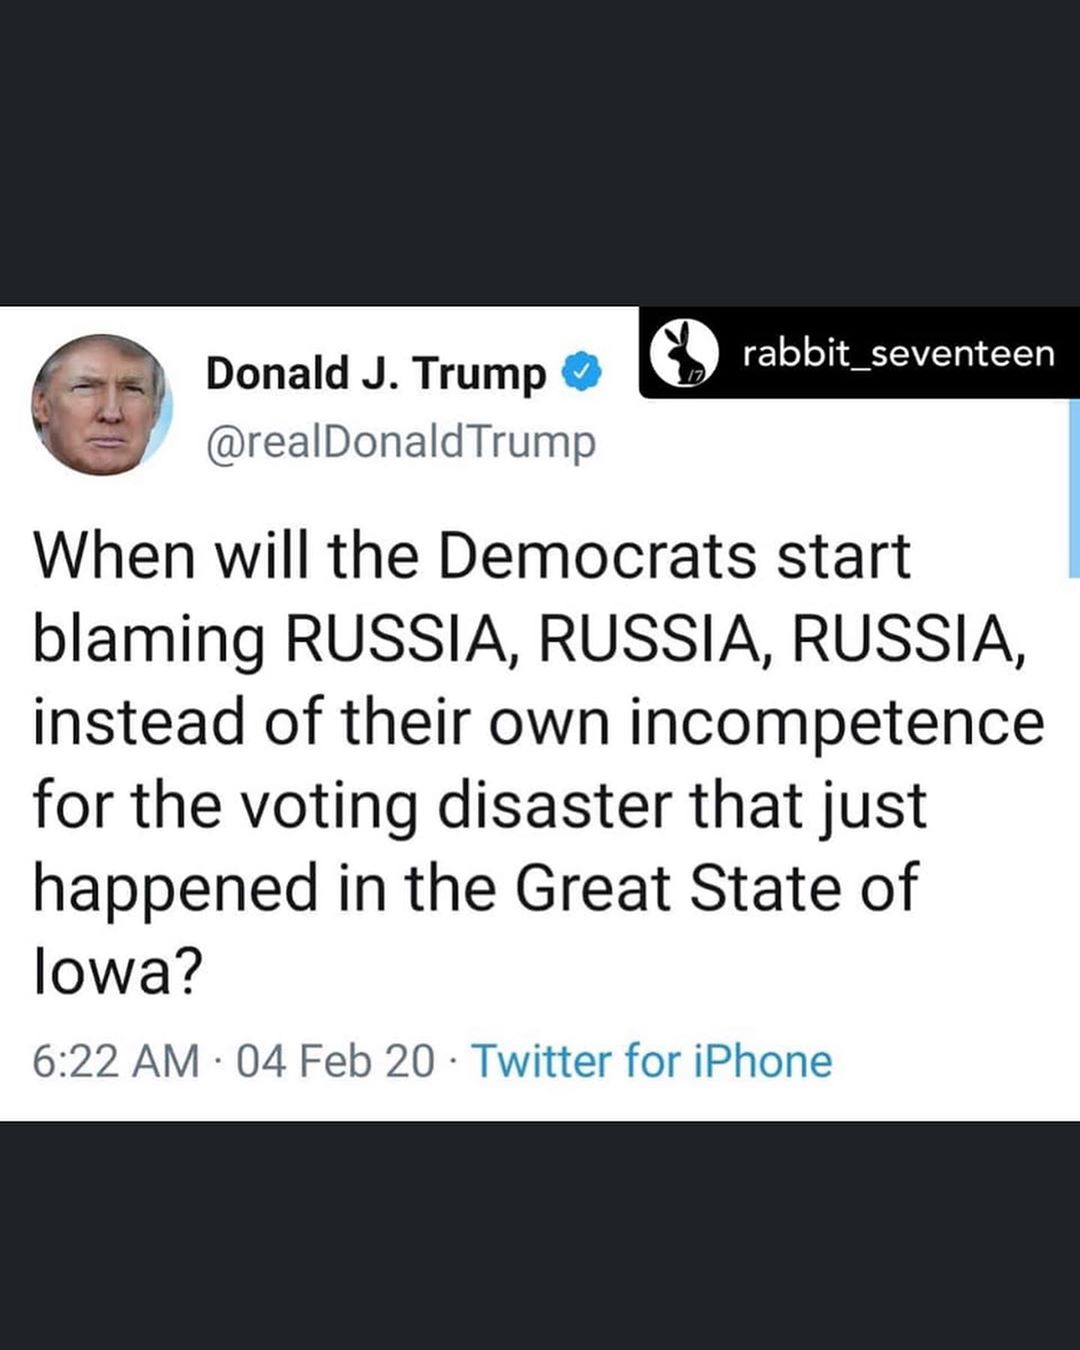 rabbit_seventeen
17
Donald J. Trump
@realDonaldTrump
When will the Democrats start
blaming RUSSIA, RUSSIA, RUSSIA,
instead of their own incompetence
for the voting disaster that just
happened in the Great State of
Iowa?
6:22 AM · 04 Feb 20 · Twitter for iPhone